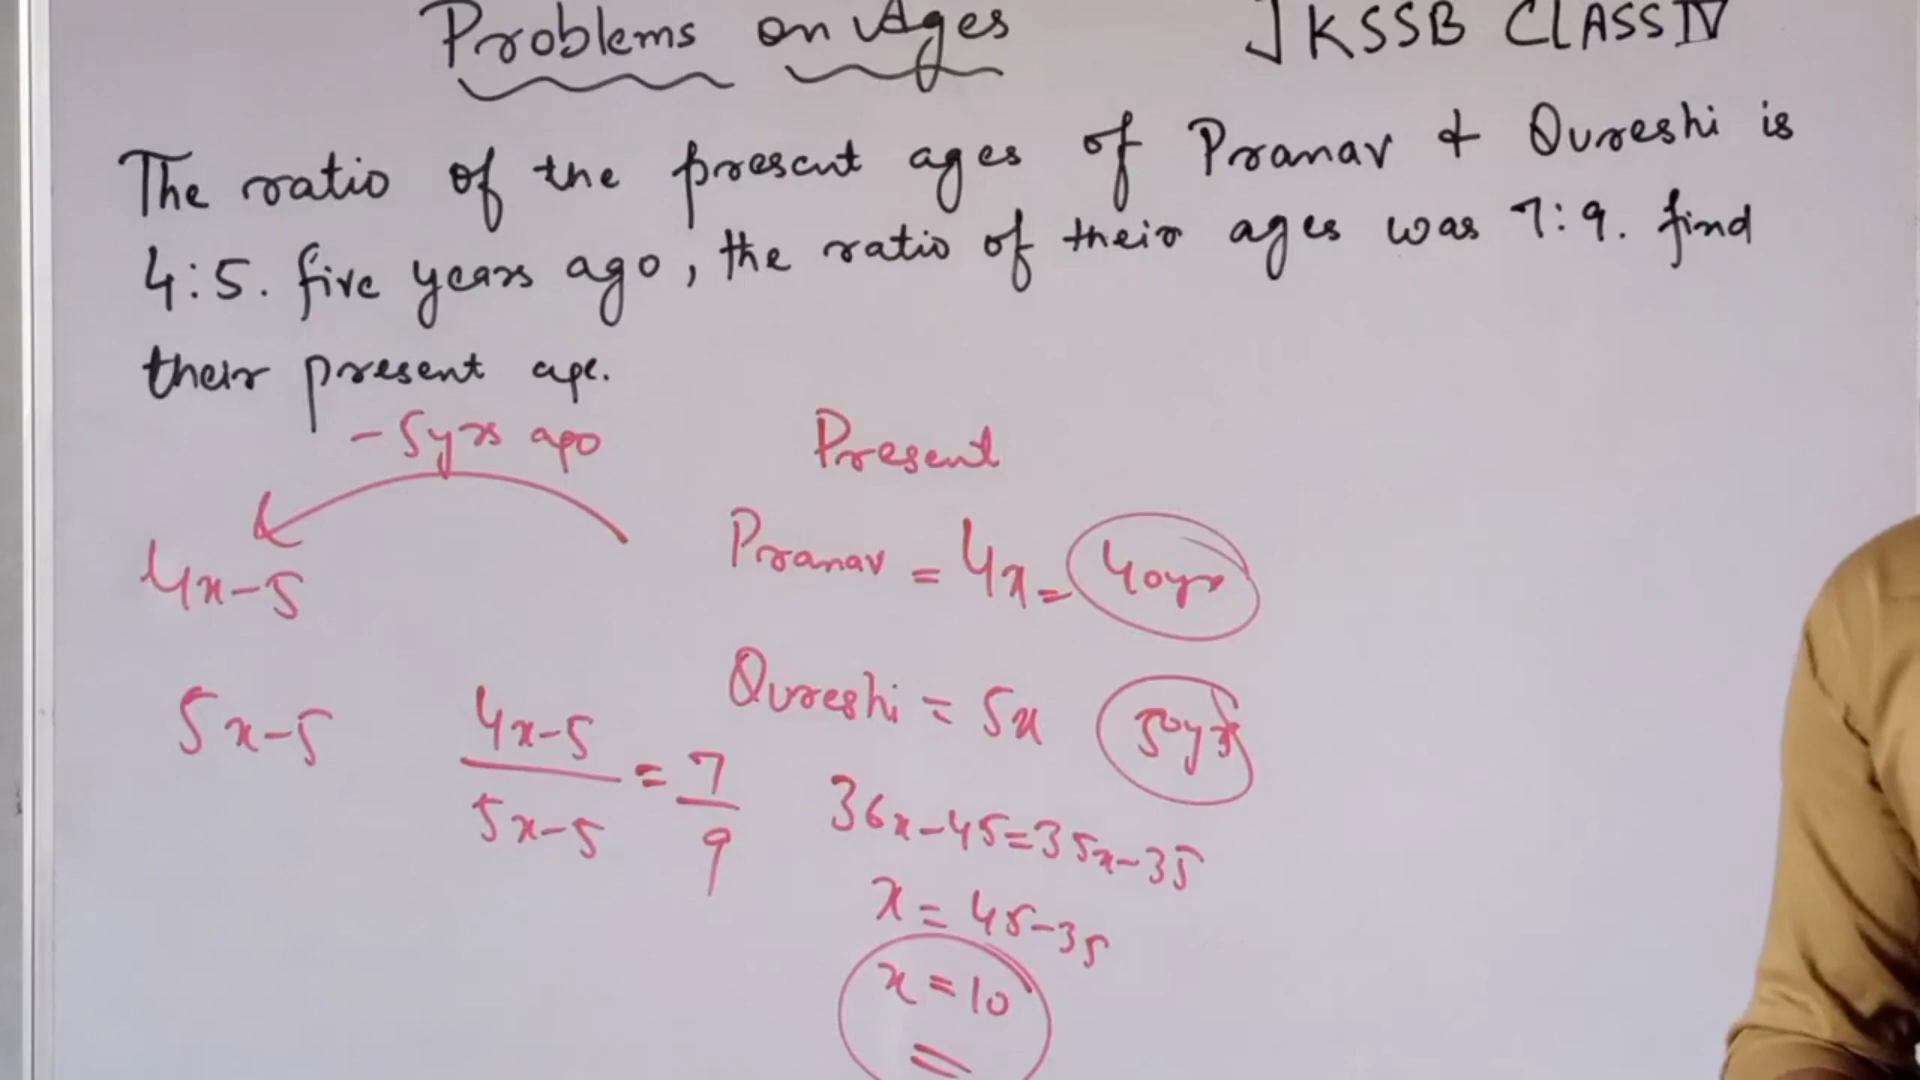 Problems on Ages JKSSB CLASS IV
The ratio of the present ages of Pranav & Qureshi is
4:5. five years ago, the ratio of their ages was 7:9. find
their present age.
- 5yrs ago
Present
4x-5
Pranav = 4x = 40yrs
5x-5
Qureshi = 5x 50yrs
4x-5 / 5x-5 = 7/9
36x-45=35x-35
x = 45-35
x = 10